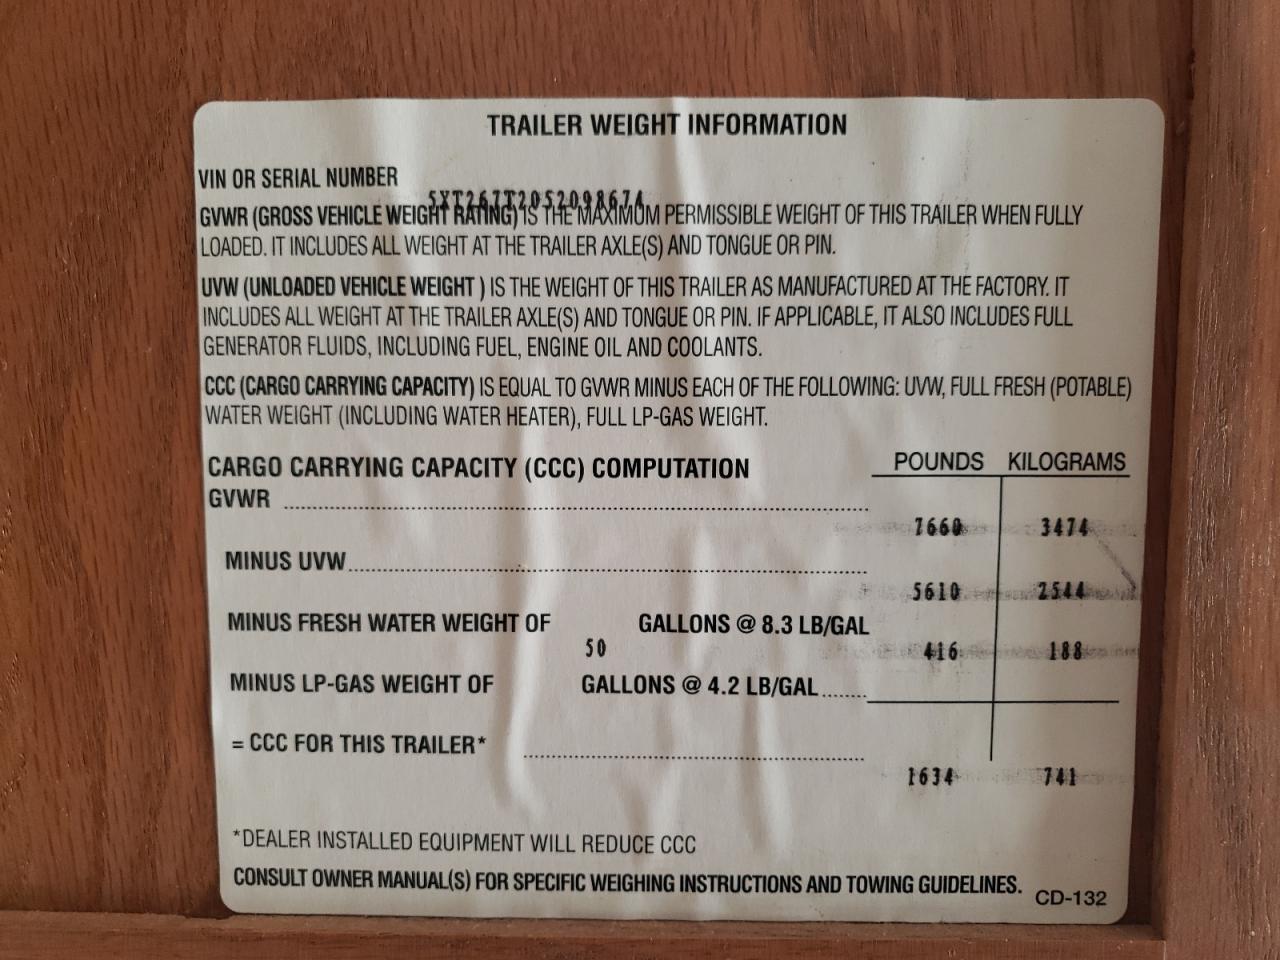 TRAILER WEIGHT INFORMATION
VIN OR SERIAL NUMBER
GVWR (GROSS VEHICLE WEIGHT RATING) IS THE MAXIMUM PERMISSIBLE WEIGHT OF THIS TRAILER WHEN FULLY
LOADED. IT INCLUDES ALL WEIGHT AT THE TRAILER AXLE(S) AND TONGUE OR PIN.
UVW (UNLOADED VEHICLE WEIGHT ) IS THE WEIGHT OF THIS TRAILER AS MANUFACTURED AT THE FACTORY. IT
INCLUDES ALL WEIGHT AT THE TRAILER AXLE(S) AND TONGUE OR PIN. IF APPLICABLE, IT ALSO INCLUDES FULL
GENERATOR FLUIDS, INCLUDING FUEL, ENGINE OIL AND COOLANTS.
CCC (CARGO CARRYING CAPACITY) IS EQUAL TO GVWR MINUS EACH OF THE FOLLOWING: UVW, FULL FRESH (POTABLE)
WATER WEIGHT (INCLUDING WATER HEATER), FULL LP-GAS WEIGHT.
CARGO CARRYING CAPACITY (CCC) COMPUTATION POUNDS KILOGRAMS
GVWR
7660 3474
MINUS UVW
5610 2544
MINUS FRESH WATER WEIGHT OF GALLONS @ 8.3 LB/GAL
50 416 188
MINUS LP-GAS WEIGHT OF GALLONS @ 4.2 LB/GAL
= CCC FOR THIS TRAILER*
1634 741
*DEALER INSTALLED EQUIPMENT WILL REDUCE CCC
CONSULT OWNER MANUAL(S) FOR SPECIFIC WEIGHING INSTRUCTIONS AND TOWING GUIDELINES. CD-132